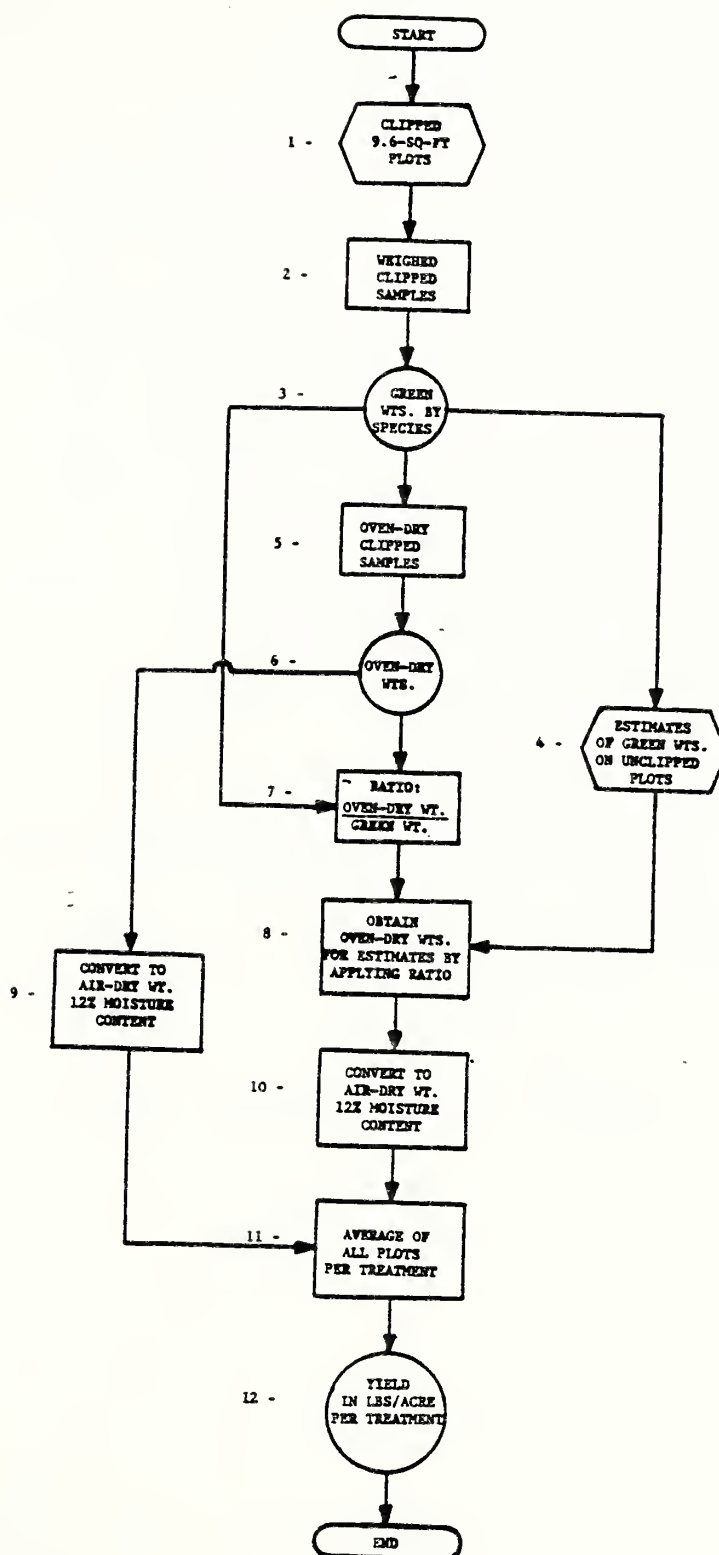 START
1 -
CLIPPED
9.6-SQ-FT
PLOTS
2 -
WEIGHED
CLIPPED
SAMPLES
3 -
GREEN
WTS. BY
SPECIES
5 -
OVEN-DRY
CLIPPED
SAMPLES
6 -
OVEN-DRY
WTS.
4 -
ESTIMATES
OF GREEN WTS.
ON UNCLIPPED
PLOTS
7 -
RATIO:
OVEN-DRY WT.
GREEN WT.
8 -
OBTAIN
OVEN-DRY WTS.
FOR ESTIMATES BY
APPLYING RATIO
9 -
CONVERT TO
AIR-DRY WT.
12% MOISTURE
CONTENT
10 -
CONVERT TO
AIR-DRY WT.
12% MOISTURE
CONTENT
11 -
AVERAGE OF
ALL PLOTS
PER TREATMENT
12 -
YIELD
IN LBS/ACRE
PER TREATMENT
END